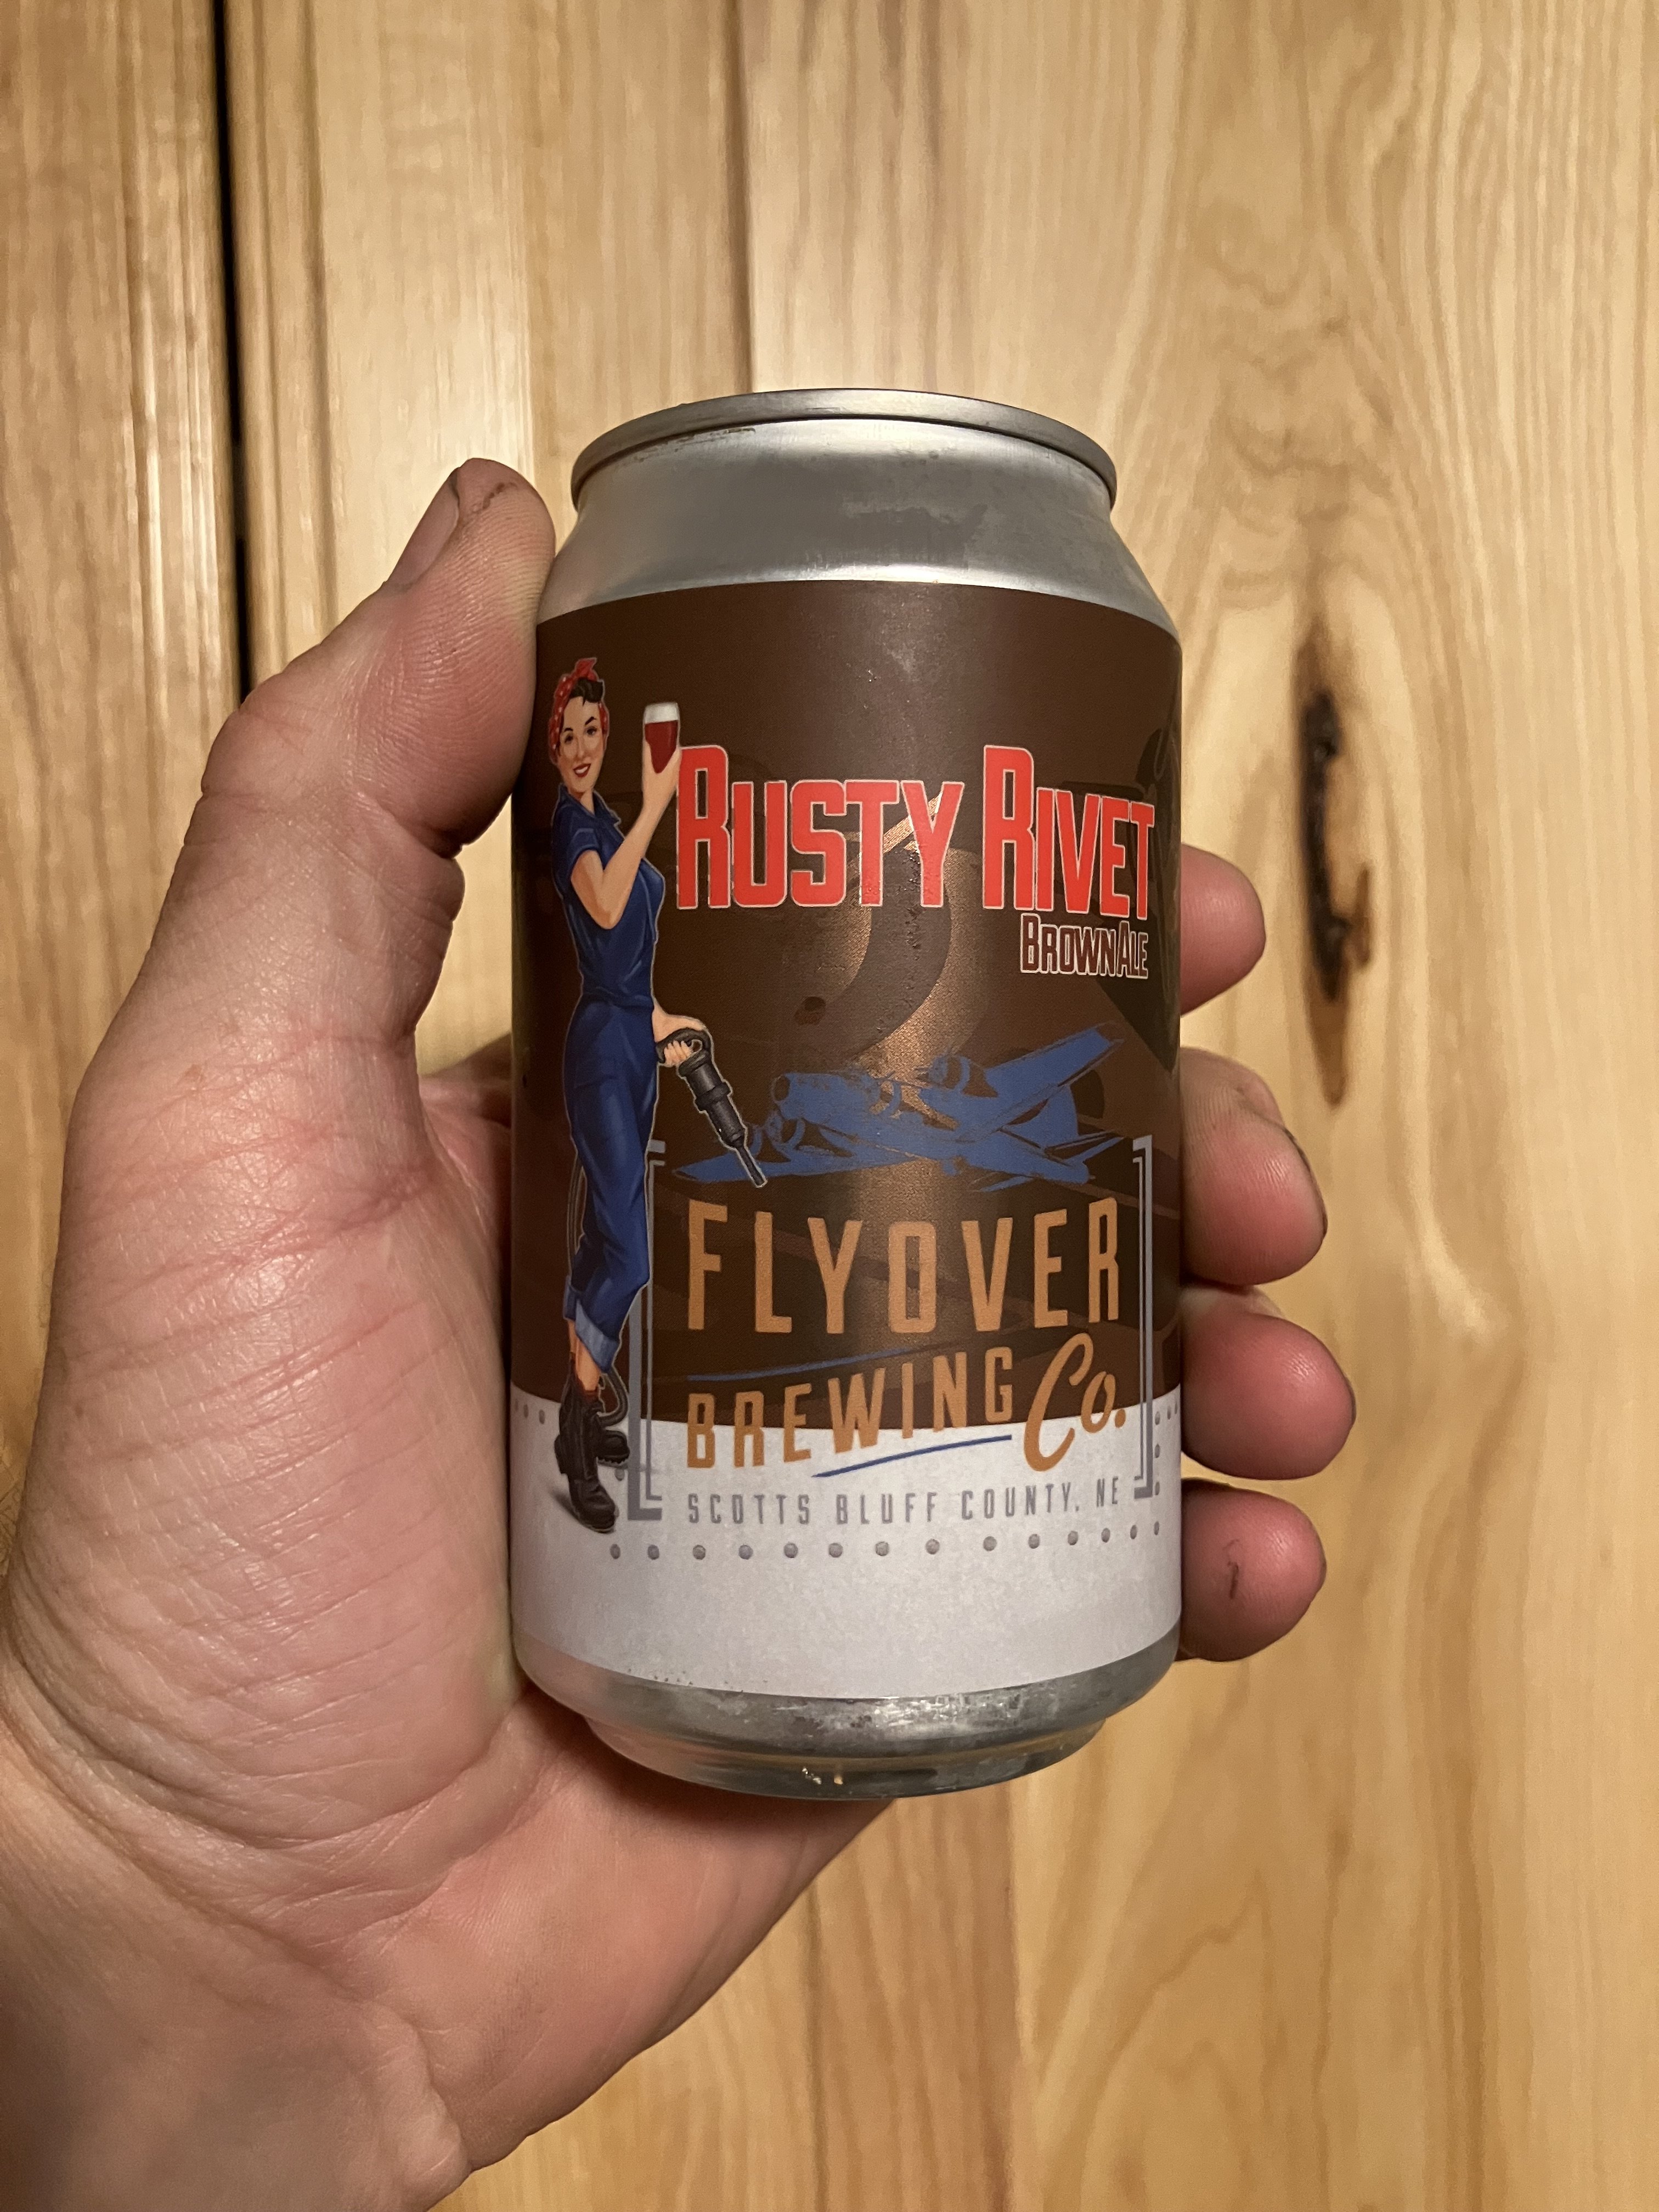 RUSTY RIVET
BROWN ALE
FLYOVER
BREWING Co.
SCOTTS BLUFF COUNTY, NE